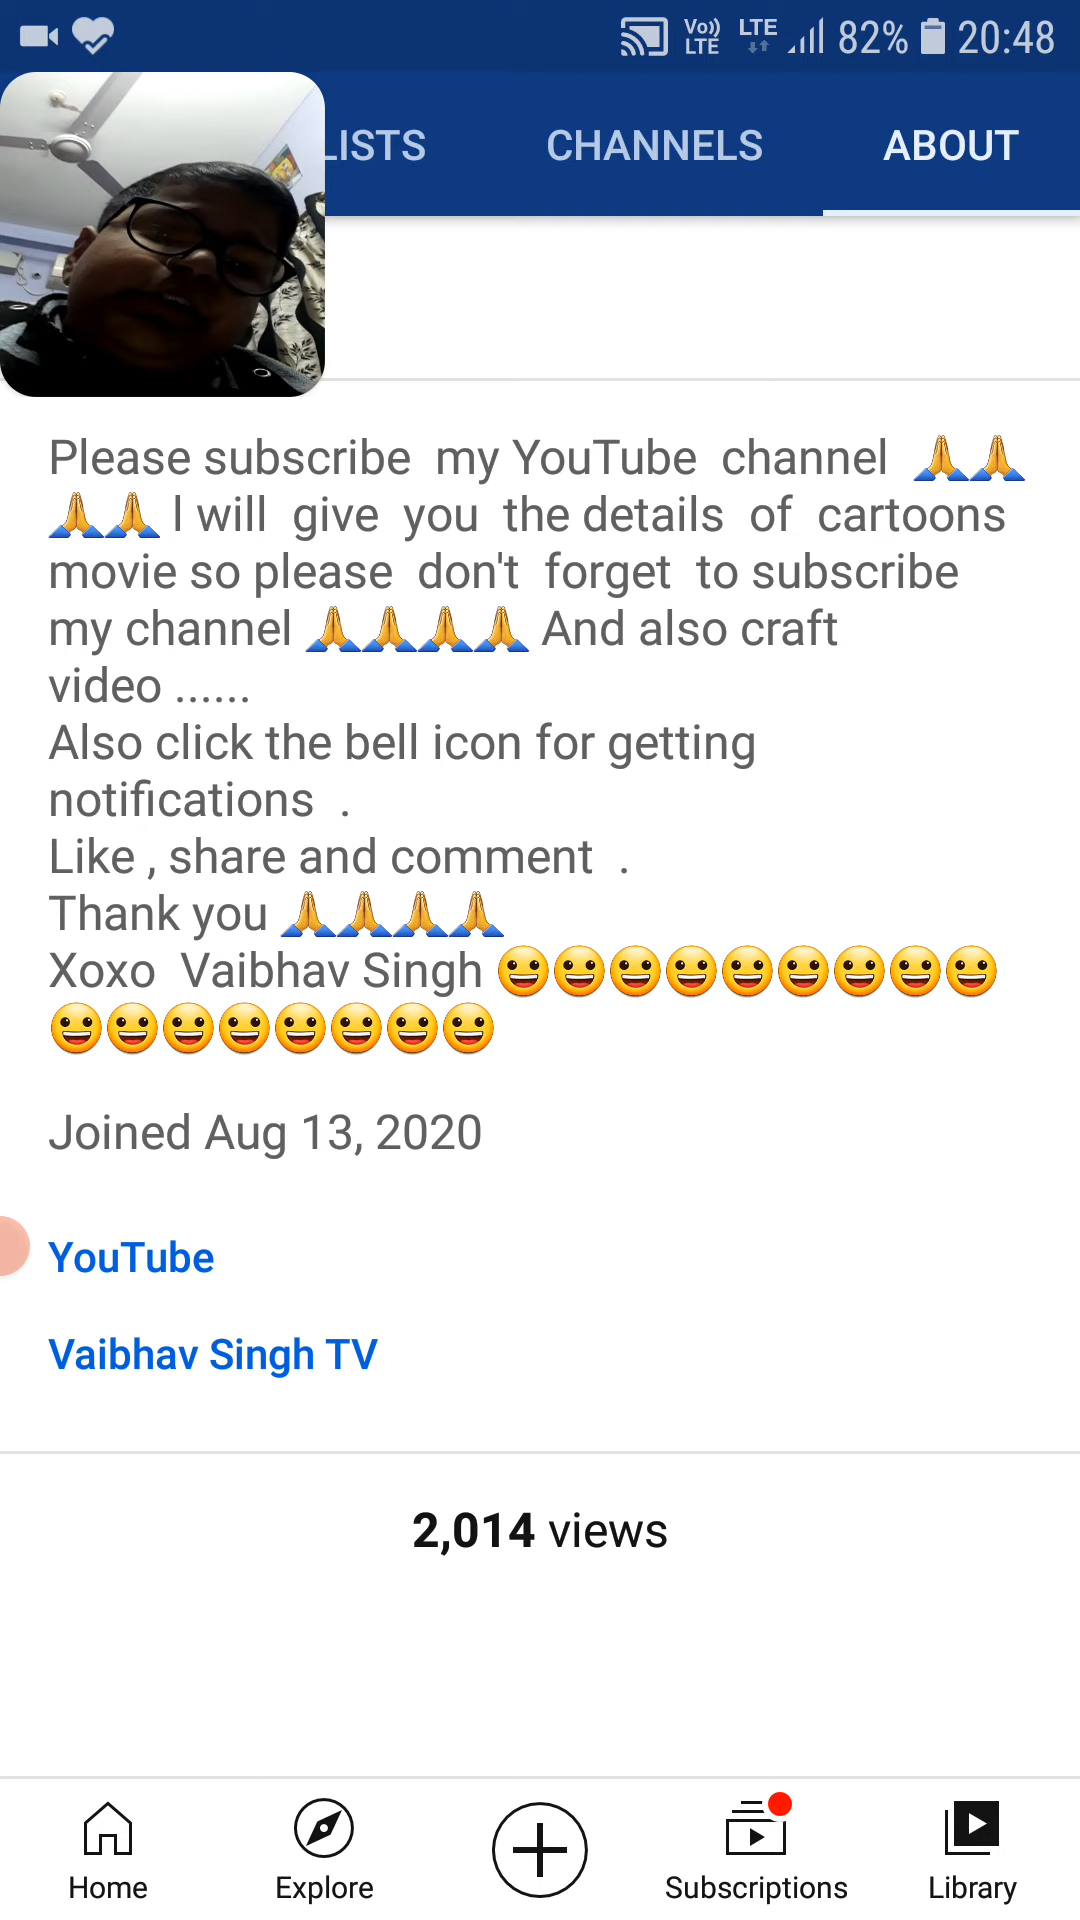 Vo)) LTE LTE 82% 20:48
LISTS CHANNELS ABOUT
Please subscribe  my YouTube  channel 🙏🙏
🙏🙏 I will  give  you  the details  of  cartoons
movie so please  don't  forget  to subscribe
my channel 🙏🙏🙏🙏 And also craft
video ......
Also click the bell icon for getting
notifications  .
Like , share and comment  .
Thank you 🙏🙏🙏🙏
Xoxo  Vaibhav Singh 😀😀😀😀😀😀😀😀😀
😀😀😀😀😀😀😀😀
Joined Aug 13, 2020
YouTube
Vaibhav Singh TV
2,014 views
Home Explore Subscriptions Library